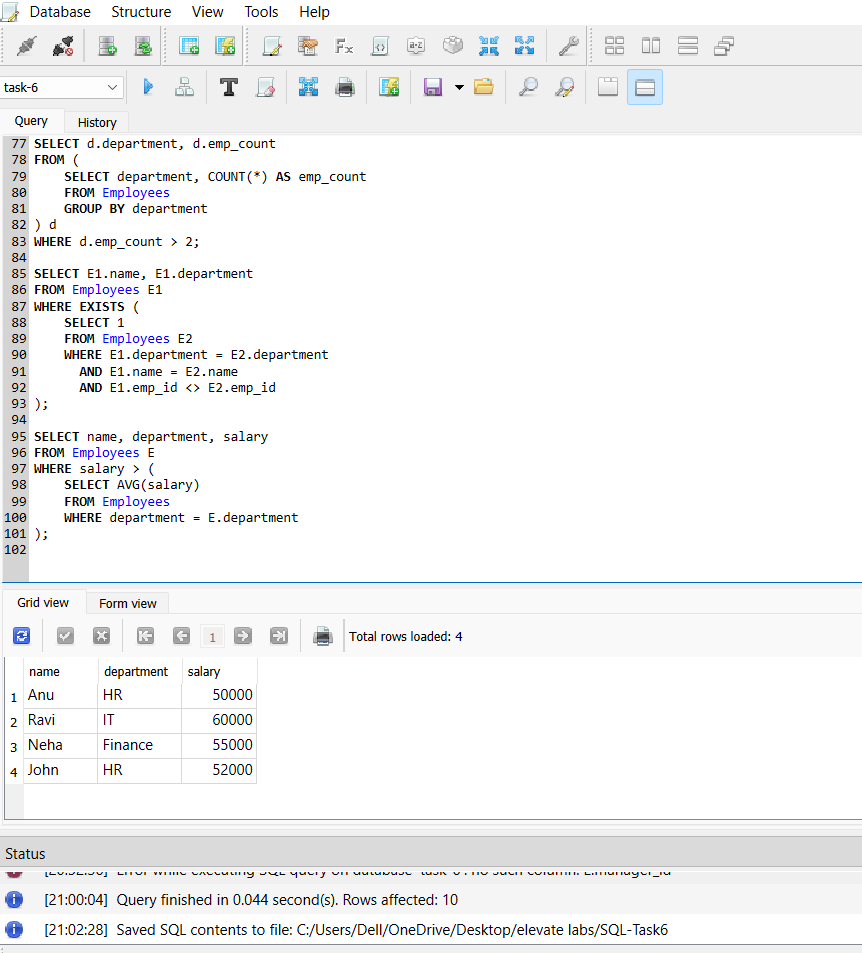 Database Structure View Tools Help
Fx
a-z
task-6
T
Query History
77 SELECT d.department, d.emp_count
78 FROM (
79 SELECT department, COUNT(*) AS emp_count
80 FROM Employees
81 GROUP BY department
82 ) d
83 WHERE d.emp_count > 2;
84
85 SELECT E1.name, E1.department
86 FROM Employees E1
87 WHERE EXISTS (
88 SELECT 1
89 FROM Employees E2
90 WHERE E1.department = E2.department
91 AND E1.name = E2.name
92 AND E1.emp_id <> E2.emp_id
93 );
94
95 SELECT name, department, salary
96 FROM Employees E
97 WHERE salary > (
98 SELECT AVG(salary)
99 FROM Employees
100 WHERE department = E.department
101 );
102
Grid view Form view
1 Total rows loaded: 4
name department salary
1 Anu HR 50000
2 Ravi IT 60000
3 Neha Finance 55000
4 John HR 52000
Status
[20:52:50] Error while executing SQL query on database 'task-6': no such column: E.manager_id
[21:00:04] Query finished in 0.044 second(s). Rows affected: 10
[21:02:28] Saved SQL contents to file: C:/Users/Dell/OneDrive/Desktop/elevate labs/SQL-Task6